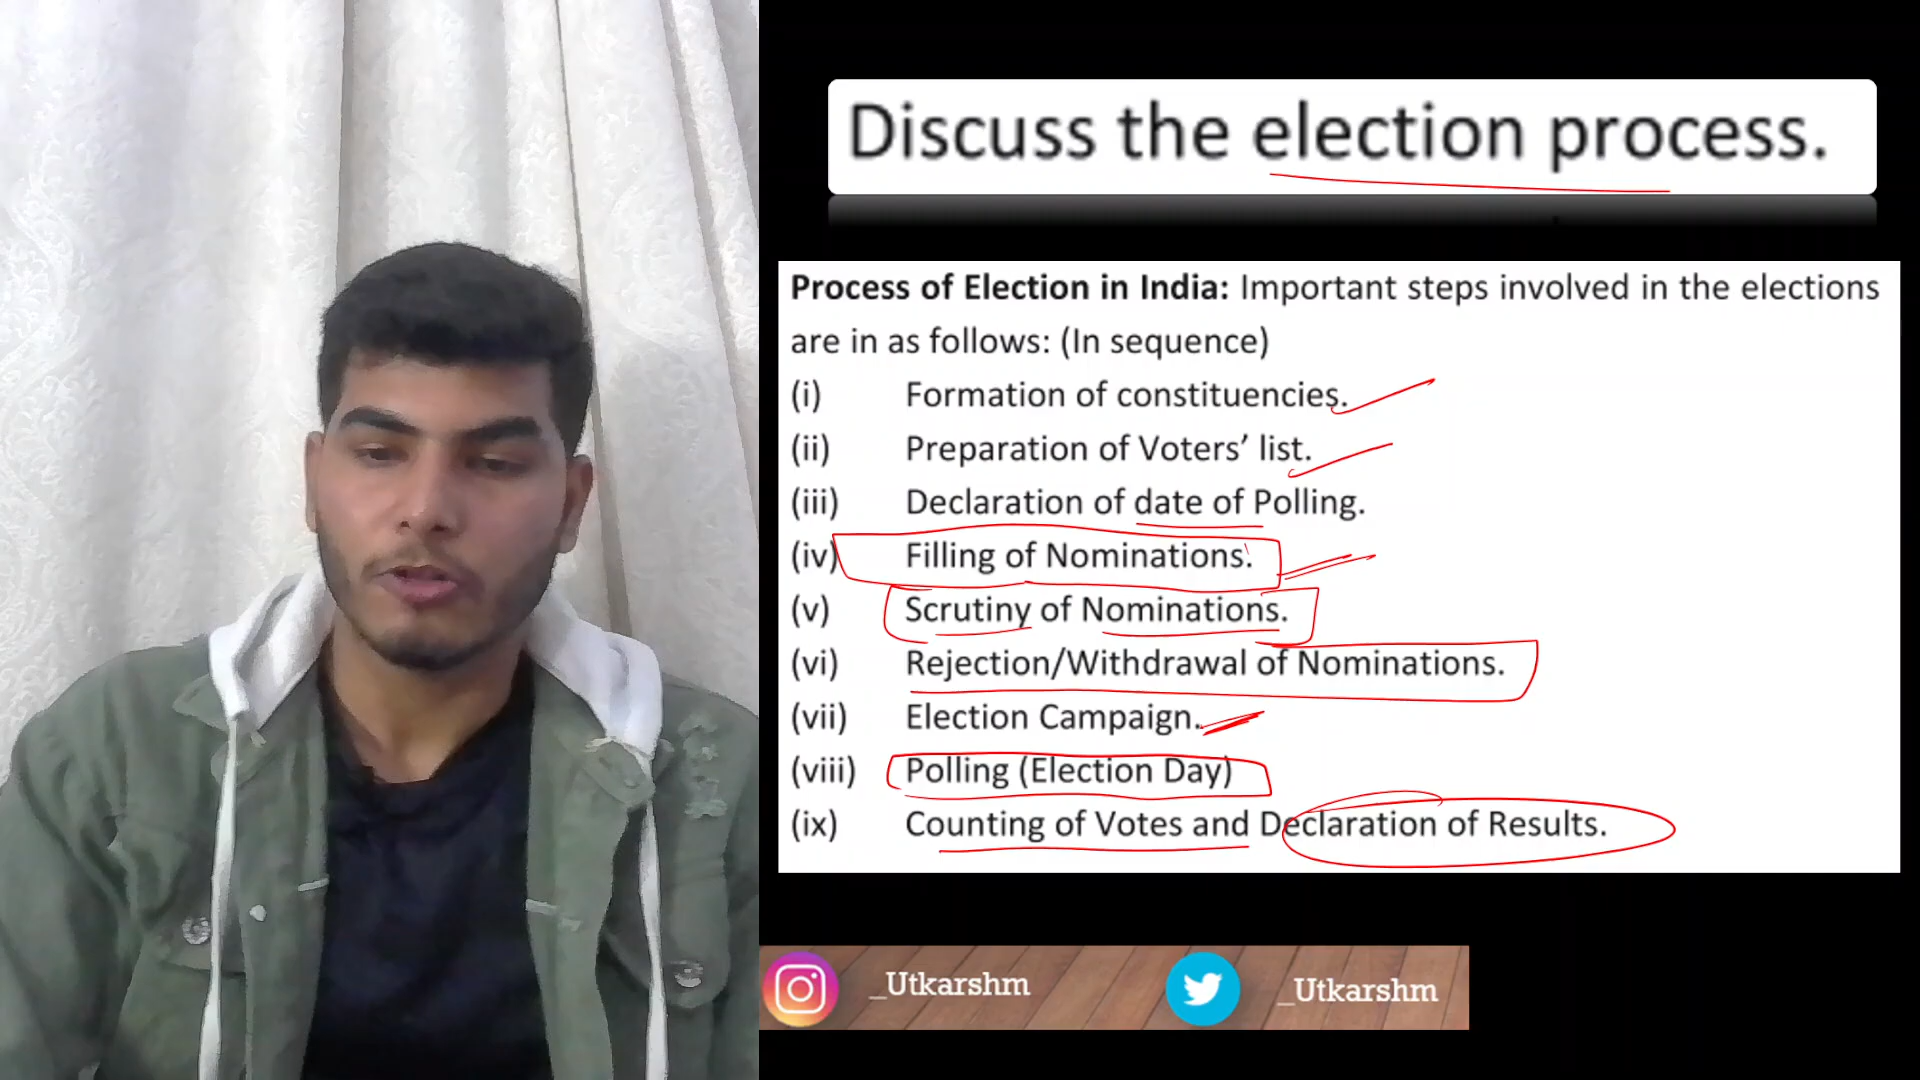 Discuss the election process.
Process of Election in India: Important steps involved in the elections
are in as follows: (In sequence)
(i) Formation of constituencies.
(ii) Preparation of Voters’ list.
(iii) Declaration of date of Polling.
(iv) Filling of Nominations.
(v) Scrutiny of Nominations.
(vi) Rejection/Withdrawal of Nominations.
(vii) Election Campaign.
(viii) Polling (Election Day)
(ix) Counting of Votes and Declaration of Results.
_Utkarshm _Utkarshm